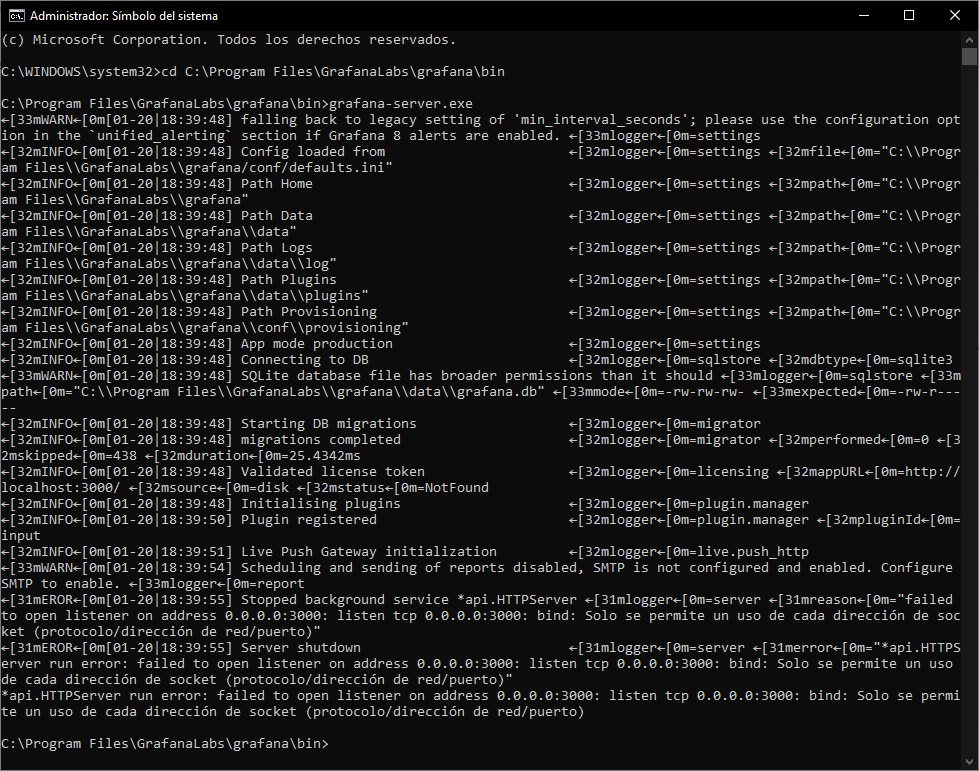 Administrador: Símbolo del sistema
(c) Microsoft Corporation. Todos los derechos reservados.
C:\WINDOWS\system32>cd C:\Program Files\GrafanaLabs\grafana\bin
C:\Program Files\GrafanaLabs\grafana\bin>grafana-server.exe
←[33mWARN←[0m[01-20|18:39:48] falling back to legacy setting of 'min_interval_seconds'; please use the configuration opt
ion in the `unified_alerting` section if Grafana 8 alerts are enabled. ←[33mlogger←[0m=settings
←[32mINFO←[0m[01-20|18:39:48] Config loaded from                       ←[32mlogger←[0m=settings ←[32mfile←[0m="C:\\Progr
am Files\\GrafanaLabs\\grafana/conf/defaults.ini"
←[32mINFO←[0m[01-20|18:39:48] Path Home                                ←[32mlogger←[0m=settings ←[32mpath←[0m="C:\\Progr
am Files\\GrafanaLabs\\grafana"
←[32mINFO←[0m[01-20|18:39:48] Path Data                                ←[32mlogger←[0m=settings ←[32mpath←[0m="C:\\Progr
am Files\\GrafanaLabs\\grafana\\data"
←[32mINFO←[0m[01-20|18:39:48] Path Logs                                ←[32mlogger←[0m=settings ←[32mpath←[0m="C:\\Progr
am Files\\GrafanaLabs\\grafana\\data\\log"
←[32mINFO←[0m[01-20|18:39:48] Path Plugins                             ←[32mlogger←[0m=settings ←[32mpath←[0m="C:\\Progr
am Files\\GrafanaLabs\\grafana\\data\\plugins"
←[32mINFO←[0m[01-20|18:39:48] Path Provisioning                        ←[32mlogger←[0m=settings ←[32mpath←[0m="C:\\Progr
am Files\\GrafanaLabs\\grafana\\conf\\provisioning"
←[32mINFO←[0m[01-20|18:39:48] App mode production                      ←[32mlogger←[0m=settings
←[32mINFO←[0m[01-20|18:39:48] Connecting to DB                         ←[32mlogger←[0m=sqlstore ←[32mdbtype←[0m=sqlite3
←[33mWARN←[0m[01-20|18:39:48] SQLite database file has broader permissions than it should ←[33mlogger←[0m=sqlstore ←[33m
path←[0m="C:\\Program Files\\GrafanaLabs\\grafana\\data\\grafana.db" ←[33mmode←[0m=-rw-rw-rw- ←[33mexpected←[0m=-rw-r---
--
←[32mINFO←[0m[01-20|18:39:48] Starting DB migrations                   ←[32mlogger←[0m=migrator
←[32mINFO←[0m[01-20|18:39:48] migrations completed                     ←[32mlogger←[0m=migrator ←[32mperformed←[0m=0 ←[3
2mskipped←[0m=438 ←[32mduration←[0m=25.4342ms
←[32mINFO←[0m[01-20|18:39:48] Validated license token                  ←[32mlogger←[0m=licensing ←[32mappURL←[0m=http://
localhost:3000/ ←[32msource←[0m=disk ←[32mstatus←[0m=NotFound
←[32mINFO←[0m[01-20|18:39:48] Initialising plugins                     ←[32mlogger←[0m=plugin.manager
←[32mINFO←[0m[01-20|18:39:50] Plugin registered                        ←[32mlogger←[0m=plugin.manager ←[32mpluginId←[0m=
input
←[32mINFO←[0m[01-20|18:39:51] Live Push Gateway initialization         ←[32mlogger←[0m=live.push_http
←[33mWARN←[0m[01-20|18:39:54] Scheduling and sending of reports disabled, SMTP is not configured and enabled. Configure
SMTP to enable. ←[33mlogger←[0m=report
←[31mEROR←[0m[01-20|18:39:55] Stopped background service *api.HTTPServer ←[31mlogger←[0m=server ←[31mreason←[0m="failed
to open listener on address 0.0.0.0:3000: listen tcp 0.0.0.0:3000: bind: Solo se permite un uso de cada dirección de soc
ket (protocolo/dirección de red/puerto)"
←[31mEROR←[0m[01-20|18:39:55] Server shutdown                          ←[31mlogger←[0m=server ←[31merror←[0m="*api.HTTPS
erver run error: failed to open listener on address 0.0.0.0:3000: listen tcp 0.0.0.0:3000: bind: Solo se permite un uso
de cada dirección de socket (protocolo/dirección de red/puerto)"
*api.HTTPServer run error: failed to open listener on address 0.0.0.0:3000: listen tcp 0.0.0.0:3000: bind: Solo se permi
te un uso de cada dirección de socket (protocolo/dirección de red/puerto)
C:\Program Files\GrafanaLabs\grafana\bin>